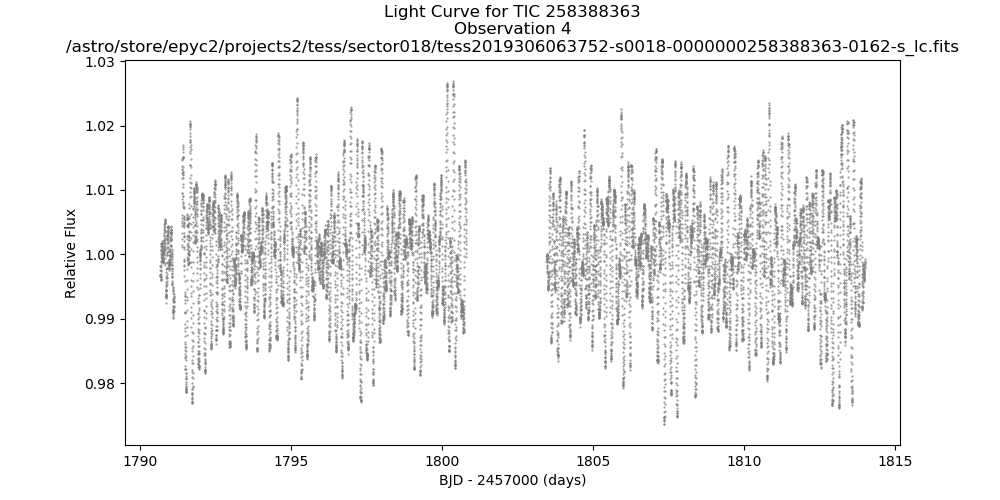 Light Curve for TIC 258388363
Observation 4
/astro/store/epyc2/projects2/tess/sector018/tess2019306063752-s0018-0000000258388363-0162-s_lc.fits
1.03
1.02
1.01
1.00
0.99
0.98
Relative Flux
1790
1795
1800
1805
1810
1815
BJD - 2457000 (days)